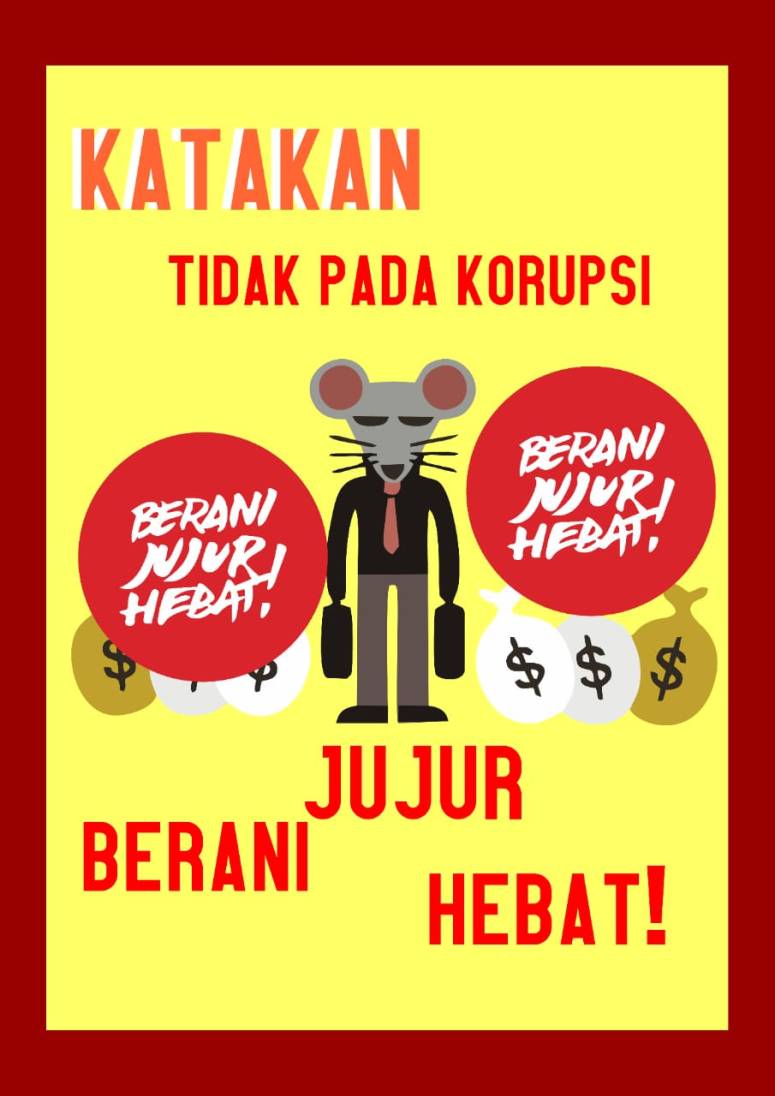 KATAKAN
TIDAK PADA KORUPSI
BERANI
JUJUR
HEBAT!
BERANI
JUJUR
HEBAT!
$
$
$
$
$
JUJUR
BERANI
HEBAT!